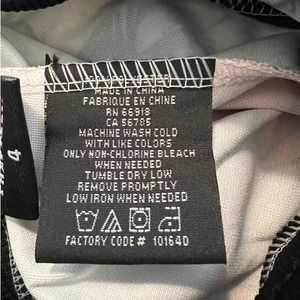 MADE IN CHINA
FABRIQUE EN CHINE
RN 66918
CA 56785
MACHINE WASH COLD
WITH LIKE COLORS
ONLY NON-CHLORINE BLEACH
WHEN NEEDED
TUMBLE DRY LOW
REMOVE PROMPTLY
LOW IRON WHEN NEEDED
FACTORY CODE # 10164D
4